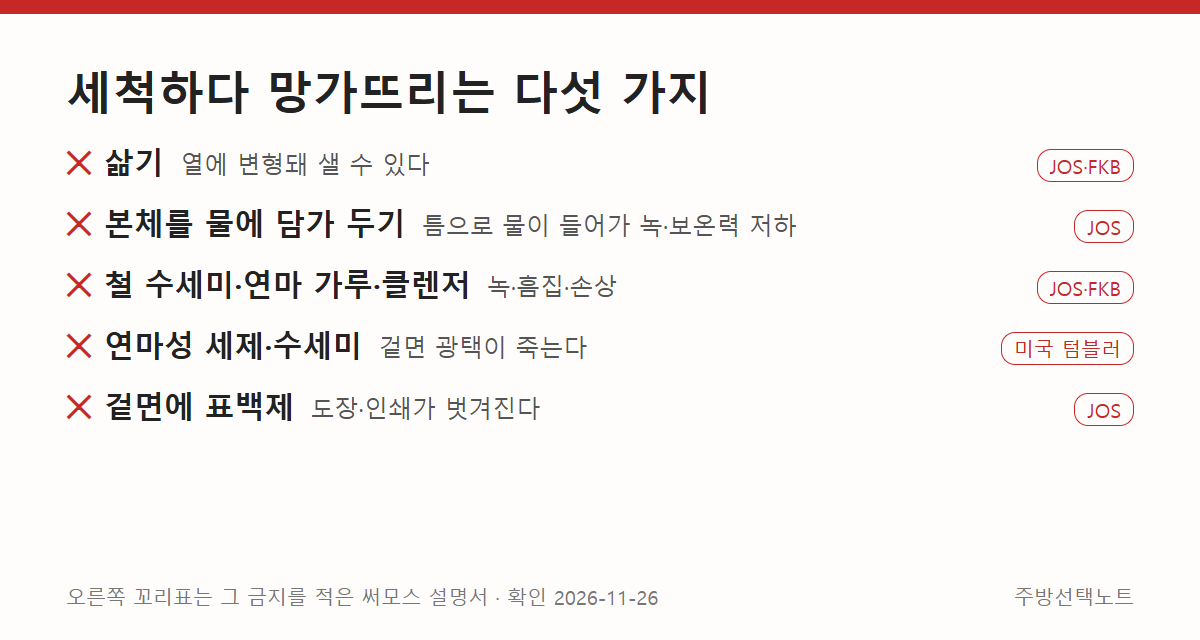 세척하다 망가뜨리는 다섯 가지
✕ 삶기 열에 변형돼 샐 수 있다 JOS·FKB
✕ 본체를 물에 담가 두기 틈으로 물이 들어가 녹·보온력 저하 JOS
✕ 철 수세미·연마 가루·클렌저 녹·흠집·손상 JOS·FKB
✕ 연마성 세제·수세미 겉면 광택이 죽는다 미국 텀블러
✕ 겉면에 표백제 도장·인쇄가 벗겨진다 JOS
오른쪽 꼬리표는 그 금지를 적은 써모스 설명서 · 확인 2026-11-26 주방선택노트